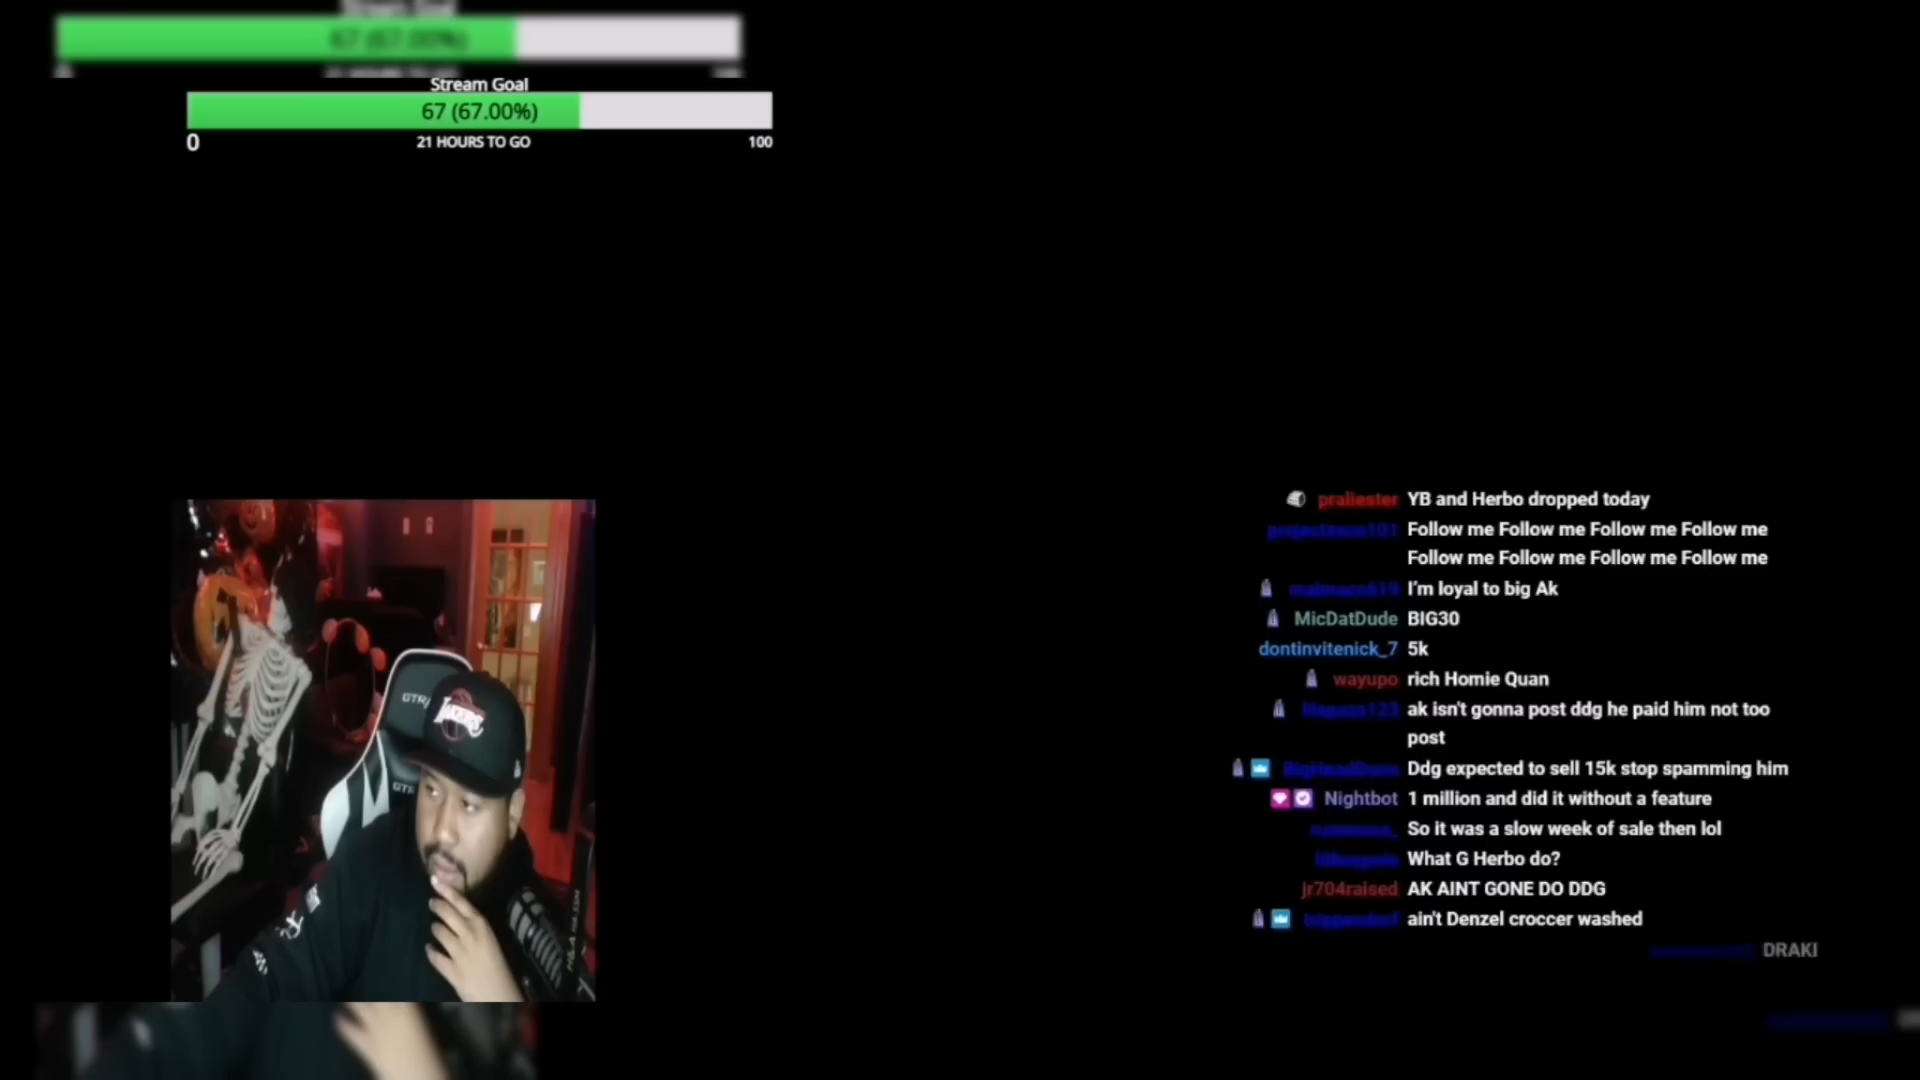 Stream Goal
67 (67.00%)
0 21 HOURS TO GO 100
praliester YB and Herbo dropped today
Follow me Follow me Follow me Follow me
Follow me Follow me Follow me Follow me
I'm loyal to big Ak
MicDatDude BIG30
dontinvitenick_7 5k
wayupo rich Homie Quan
ak isn't gonna post ddg he paid him not too
post
Ddg expected to sell 15k stop spamming him
Nightbot 1 million and did it without a feature
So it was a slow week of sale then lol
What G Herbo do?
jr704raised AK AINT GONE DO DDG
ain't Denzel croccer washed
DRAKI
LAKERS